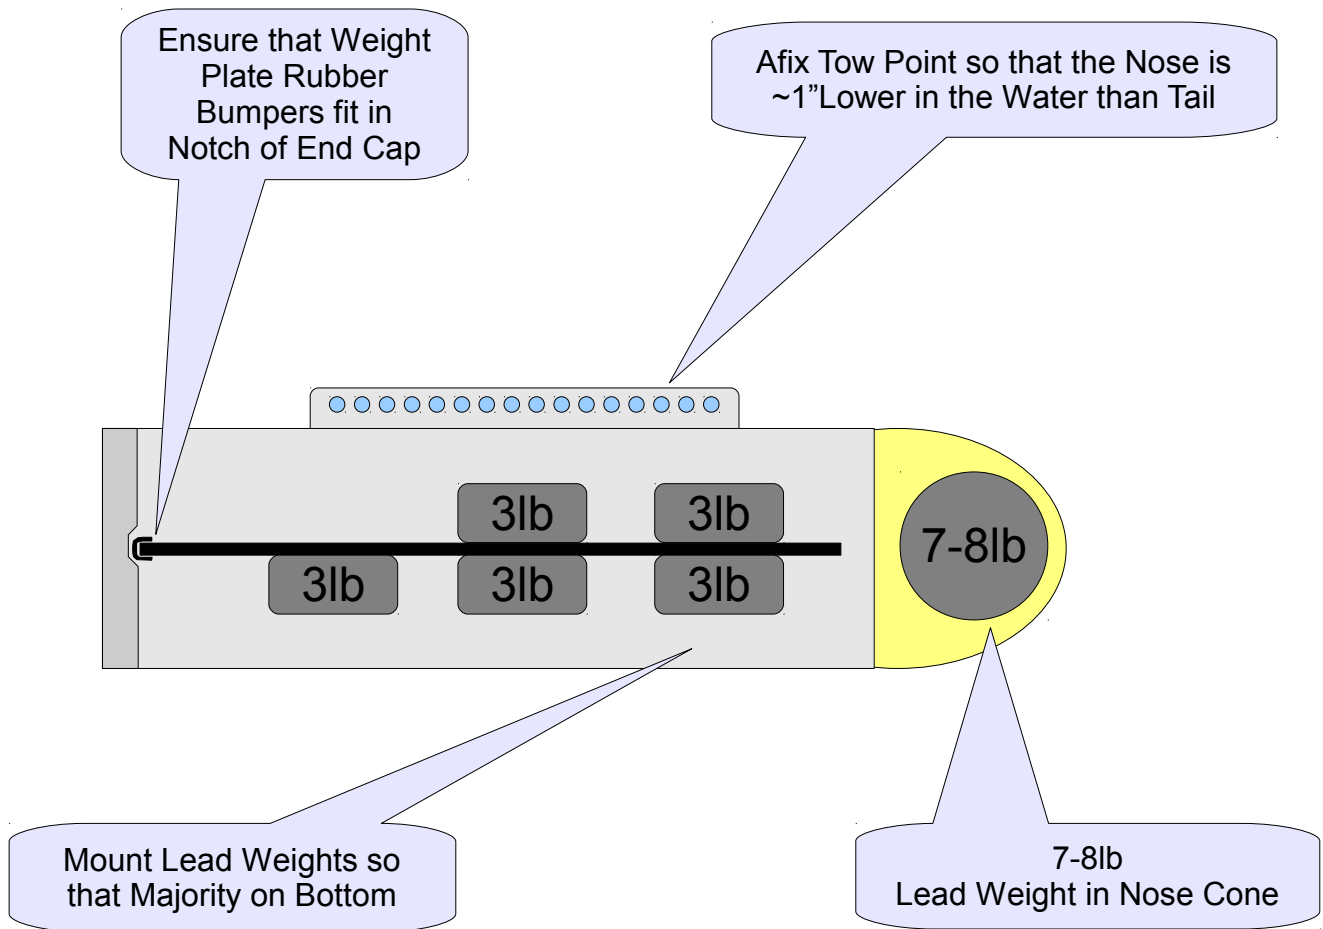 Ensure that Weight
Plate Rubber
Bumpers fit in
Notch of End Cap
Afix Tow Point so that the Nose is
~1”Lower in the Water than Tail
3lb
3lb
7-8lb
3lb
3lb
3lb
Mount Lead Weights so
that Majority on Bottom
7-8lb
Lead Weight in Nose Cone